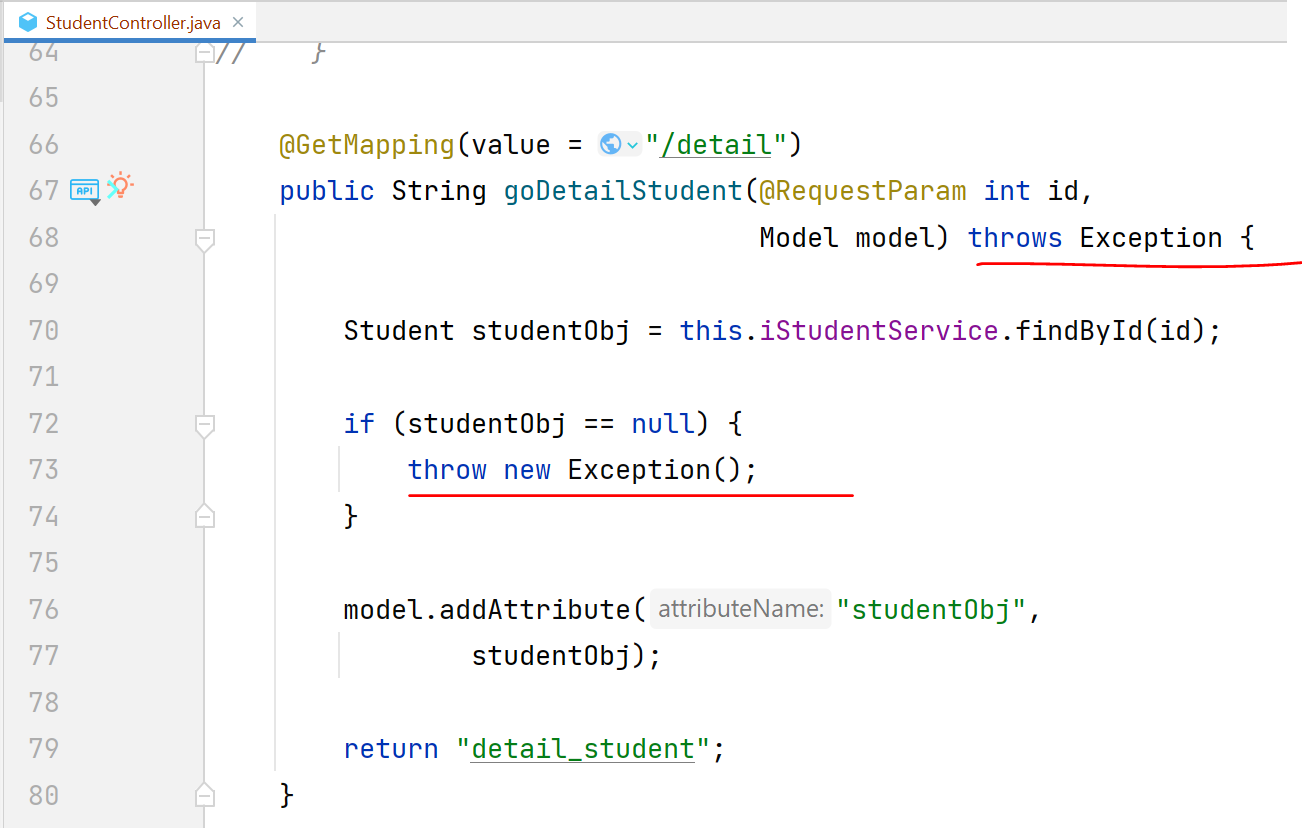 StudentController.java ×
64 // }
65
66 @GetMapping(value = "/detail")
67 API public String goDetailStudent(@RequestParam int id,
68 Model model) throws Exception {
69
70 Student studentObj = this.iStudentService.findById(id);
71
72 if (studentObj == null) {
73 throw new Exception();
74 }
75
76 model.addAttribute( attributeName: "studentObj",
77 studentObj);
78
79 return "detail_student";
80 }